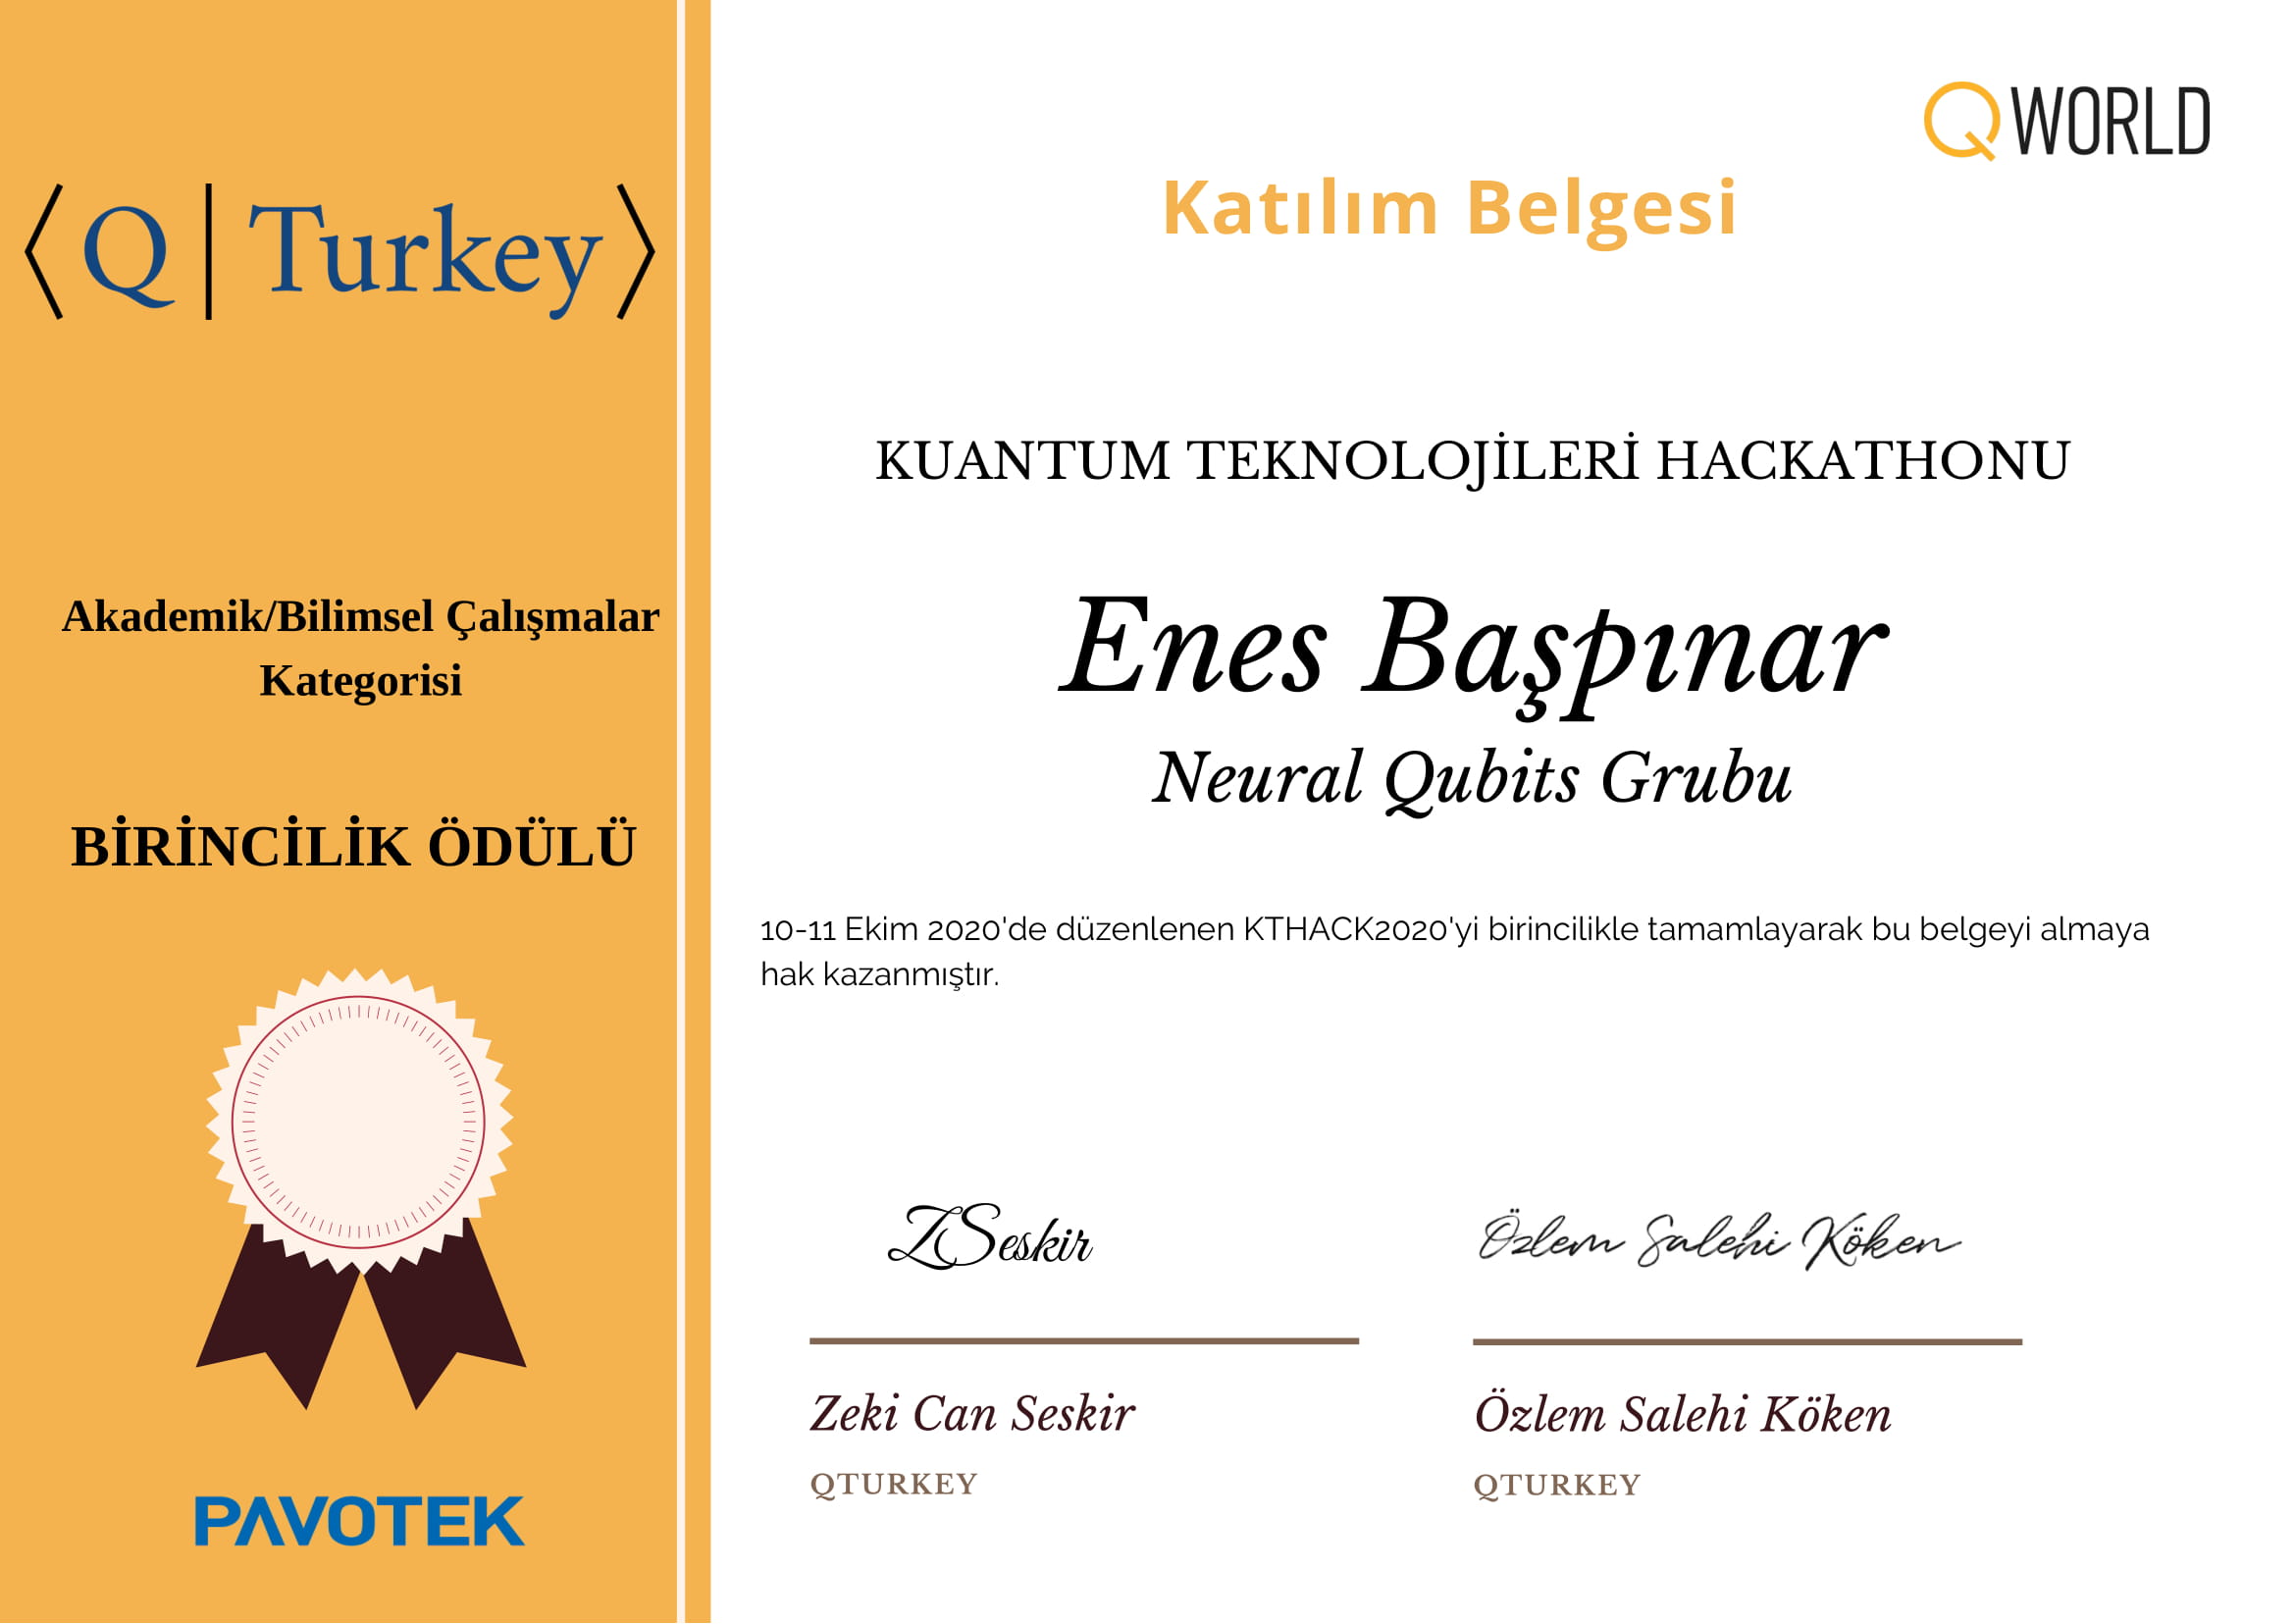 ⟨Q|Turkey⟩
Akademik/Bilimsel Çalışmalar
Kategorisi
BİRİNCİLİK ÖDÜLÜ
PAVOTEK
QWORLD
Katılım Belgesi
KUANTUM TEKNOLOJİLERİ HACKATHONU
Enes Başpınar
Neural Qubits Grubu
10-11 Ekim 2020'de düzenlenen KTHACK2020'yi birincilikle tamamlayarak bu belgeyi almaya
hak kazanmıştır.
ZSeskir
Özlem Salehi Köken
Zeki Can Seskir
Özlem Salehi Köken
QTURKEY
QTURKEY